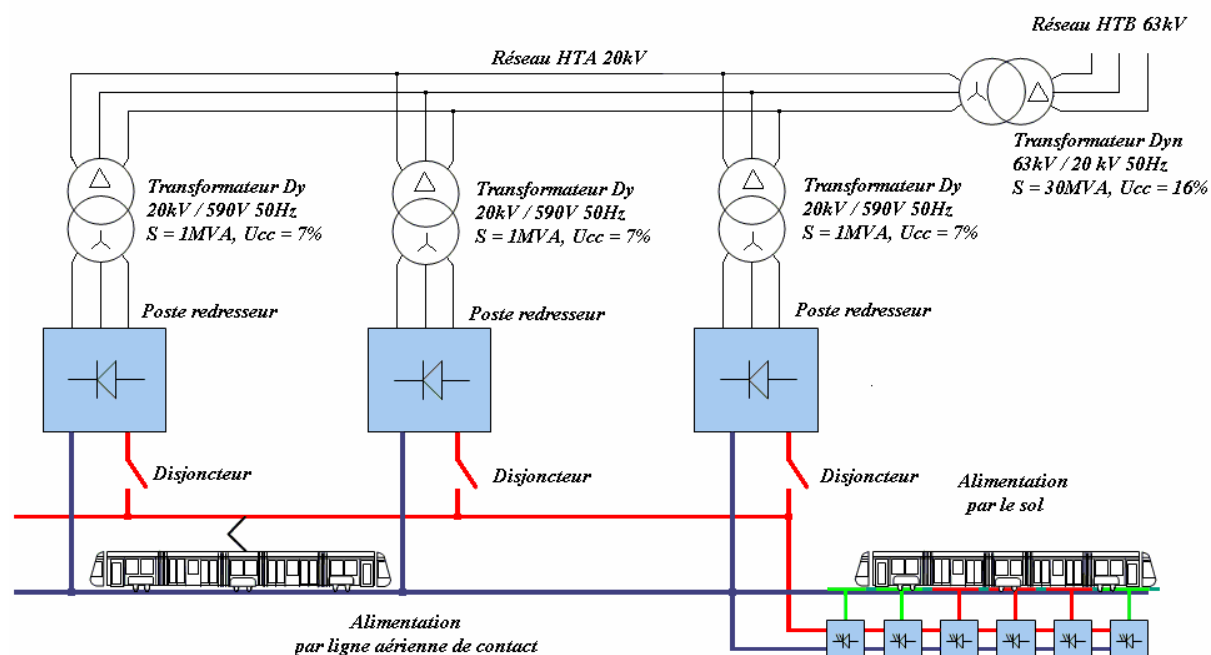 Réseau HTB 63kV
Réseau HTA 20kV
Transformateur Dyn
63kV / 20 kV 50Hz
S = 30MVA, Ucc = 16%
Transformateur Dy
20kV / 590V 50Hz
S = 1MVA, Ucc = 7%
Transformateur Dy
20kV / 590V 50Hz
S = 1MVA, Ucc = 7%
Transformateur Dy
20kV / 590V 50Hz
S = 1MVA, Ucc = 7%
Poste redresseur
Poste redresseur
Poste redresseur
Disjoncteur
Disjoncteur
Disjoncteur
Alimentation
par le sol
Alimentation
par ligne aérienne de contact